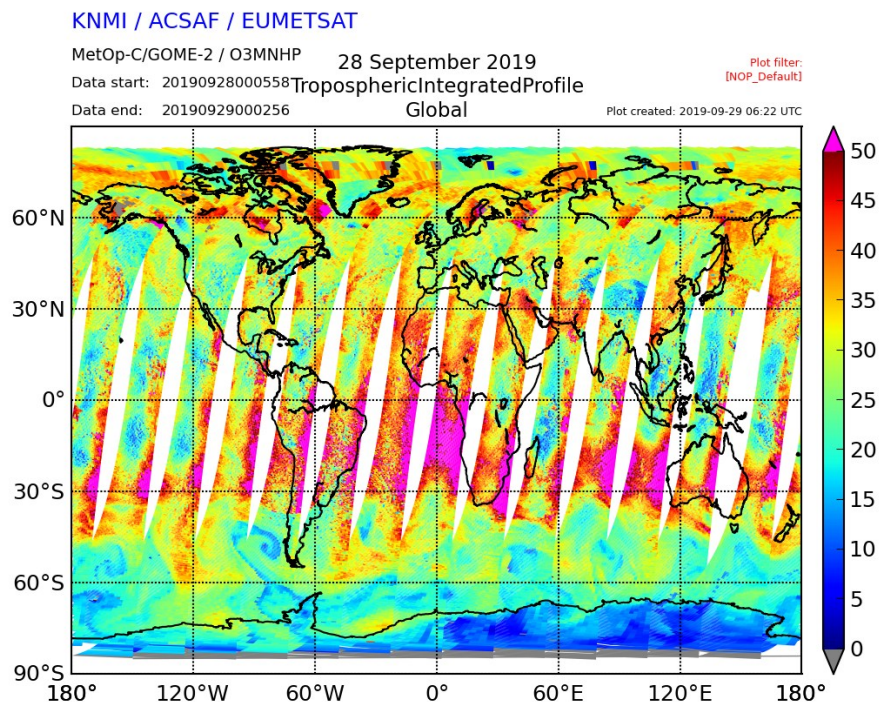 KNMI / ACSAF / EUMETSAT
MetOp-C/GOME-2 / O3MNHP
28 September 2019
Plot filter:
[NOP_Default]
Data start: 20190928000558
TroposphericIntegratedProfile
Data end: 20190929000256
Global
Plot created: 2019-09-29 06:22 UTC
60°N
30°N
0°
30°S
60°S
90°S
180° 120°W 60°W 0° 60°E 120°E 180°
50
45
40
35
30
25
20
15
10
5
0